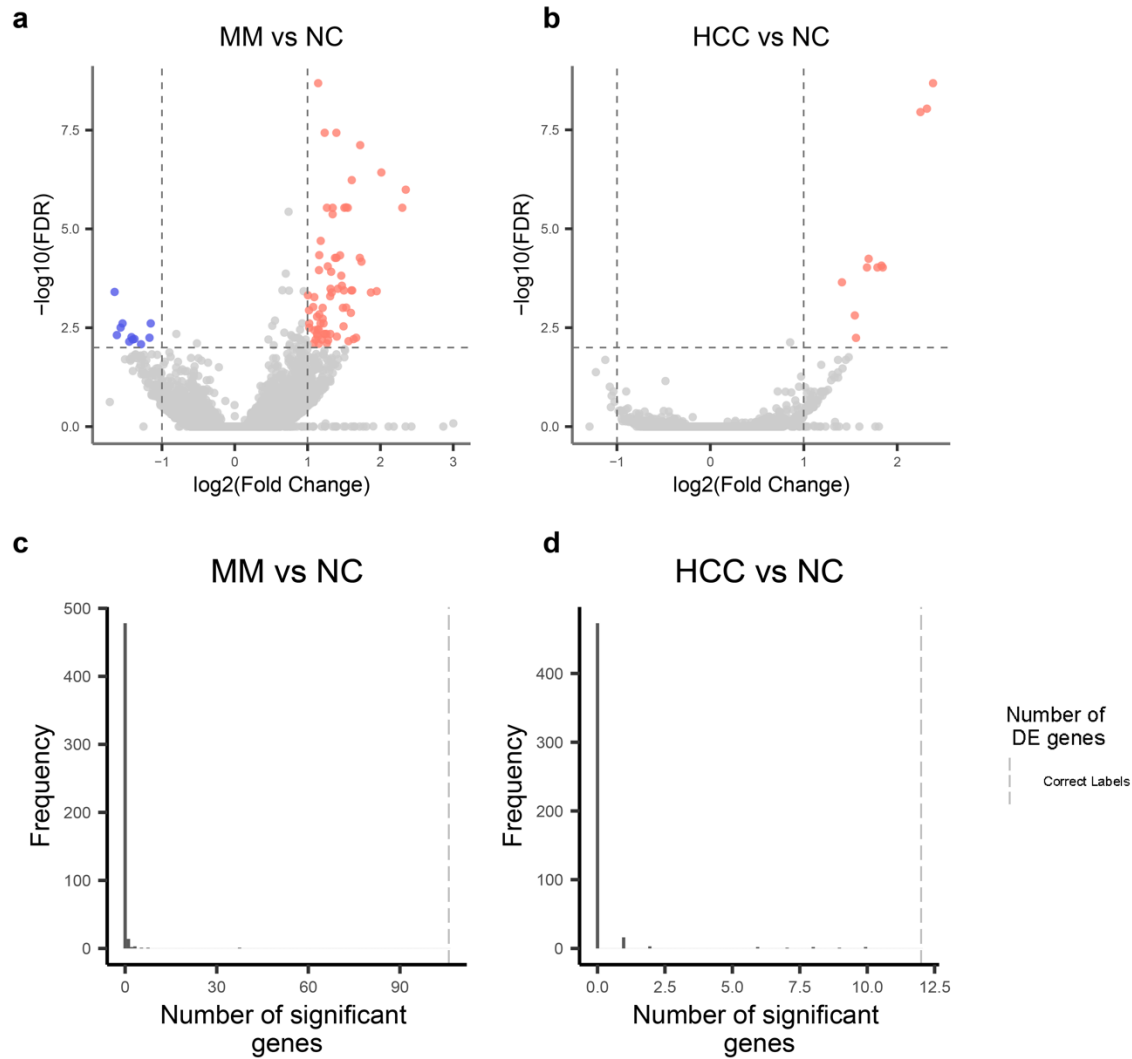 a
MM vs NC
−log10(FDR)
7.5
5.0
2.5
0.0
−1
0
1
2
3
log2(Fold Change)
b
HCC vs NC
−log10(FDR)
7.5
5.0
2.5
0.0
−1
0
1
2
log2(Fold Change)
c
MM vs NC
Frequency
500
400
300
200
100
0
0
30
60
90
Number of significant
genes
d
HCC vs NC
Frequency
400
300
200
100
0
0.0
2.5
5.0
7.5
10.0
12.5
Number of significant
genes
Number of
DE genes
Correct Labels